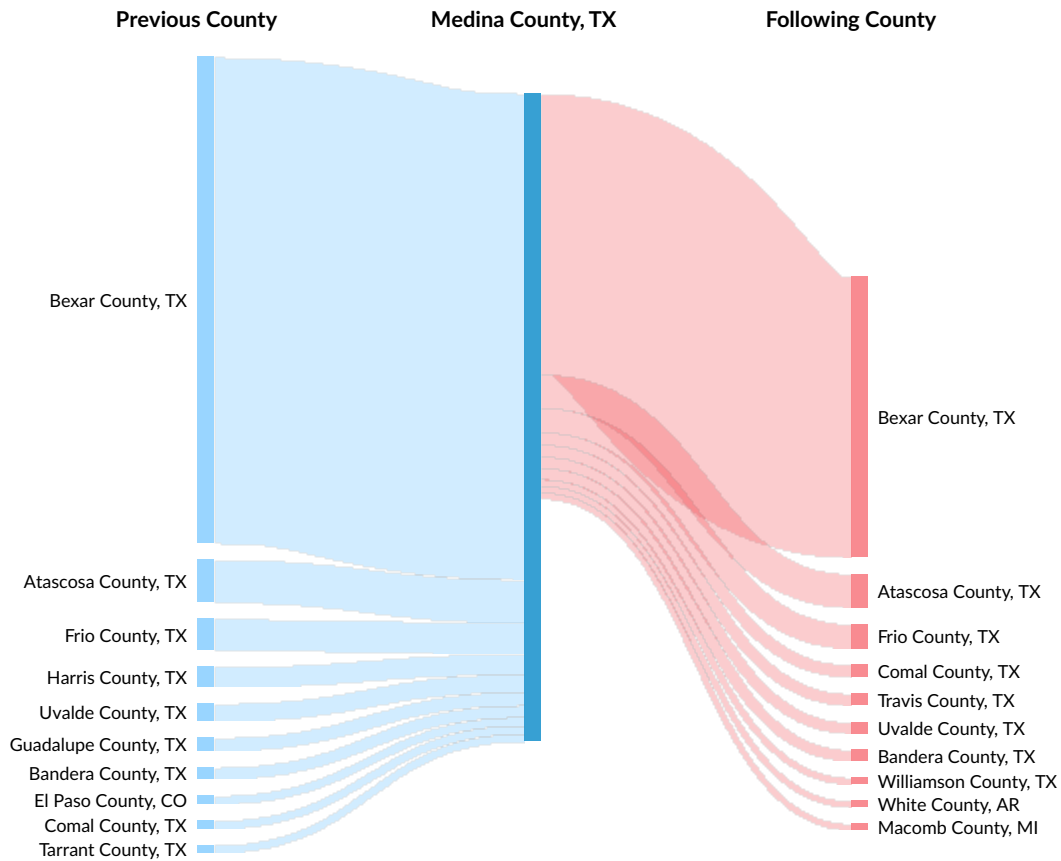 Previous County
Medina County, TX
Following County
Bexar County, TX
Atascosa County, TX
Frio County, TX
Harris County, TX
Uvalde County, TX
Guadalupe County, TX
Bandera County, TX
El Paso County, CO
Comal County, TX
Tarrant County, TX
Bexar County, TX
Atascosa County, TX
Frio County, TX
Comal County, TX
Travis County, TX
Uvalde County, TX
Bandera County, TX
Williamson County, TX
White County, AR
Macomb County, MI